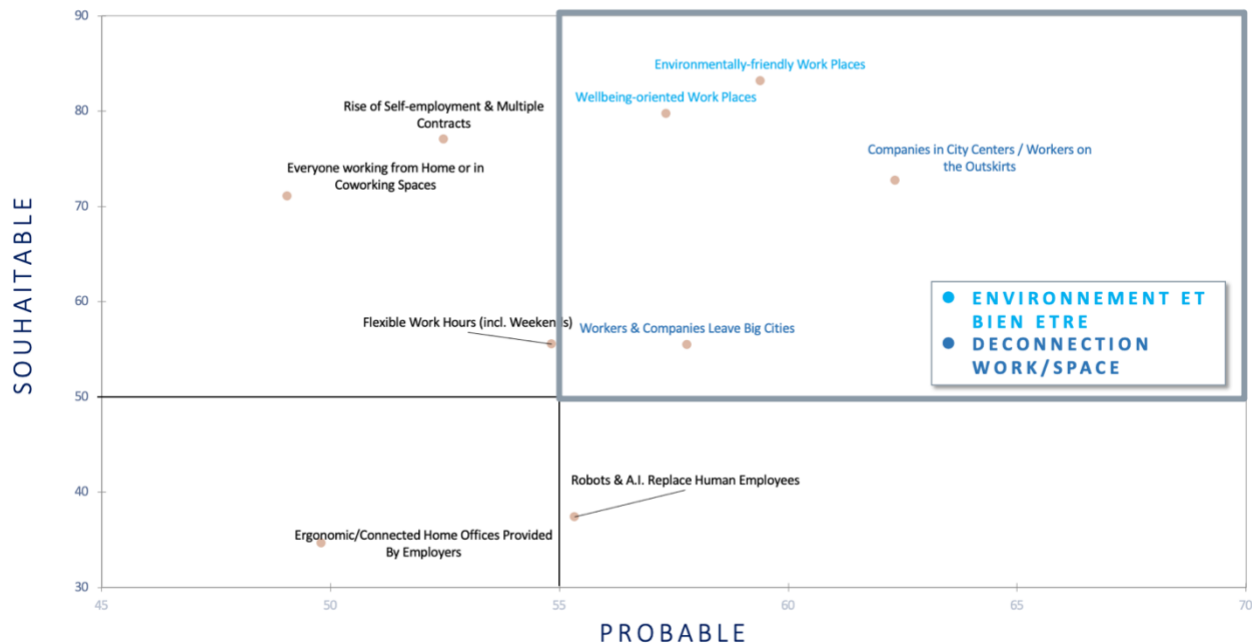 90
Environmentally-friendly Work Places
Wellbeing-oriented Work Places
80
Rise of Self-employment & Multiple
Contracts
Companies in City Centers / Workers on
the Outskirts
Everyone working from Home or in
Coworking Spaces
70
SOUHAITABLE
60
Flexible Work Hours (incl. Weekends)
Workers & Companies Leave Big Cities
ENVIRONNEMENT ET
BIEN ETRE
DECONNECTION
WORK/SPACE
50
40
Robots & A.I. Replace Human Employees
Ergonomic/Connected Home Offices Provided
By Employers
30
45 50 55 60 65 70
PROBABLE